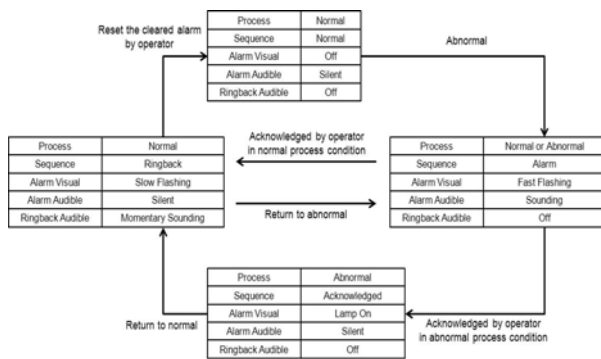 Reset the cleared alarm
by operator
Process Normal
Sequence Normal
Alarm Visual Off
Alarm Audible Silent
Ringback Audible Off
Abnormal
Process Normal
Sequence Ringback
Alarm Visual Slow Flashing
Alarm Audible Silent
Ringback Audible Momentary Sounding
Acknowledged by operator
in normal process condition
Return to abnormal
Process Normal or Abnormal
Sequence Alarm
Alarm Visual Fast Flashing
Alarm Audible Sounding
Ringback Audible Off
Return to normal
Process Abnormal
Sequence Acknowledged
Alarm Visual Lamp On
Alarm Audible Silent
Ringback Audible Off
Acknowledged by operator
in abnormal process condition